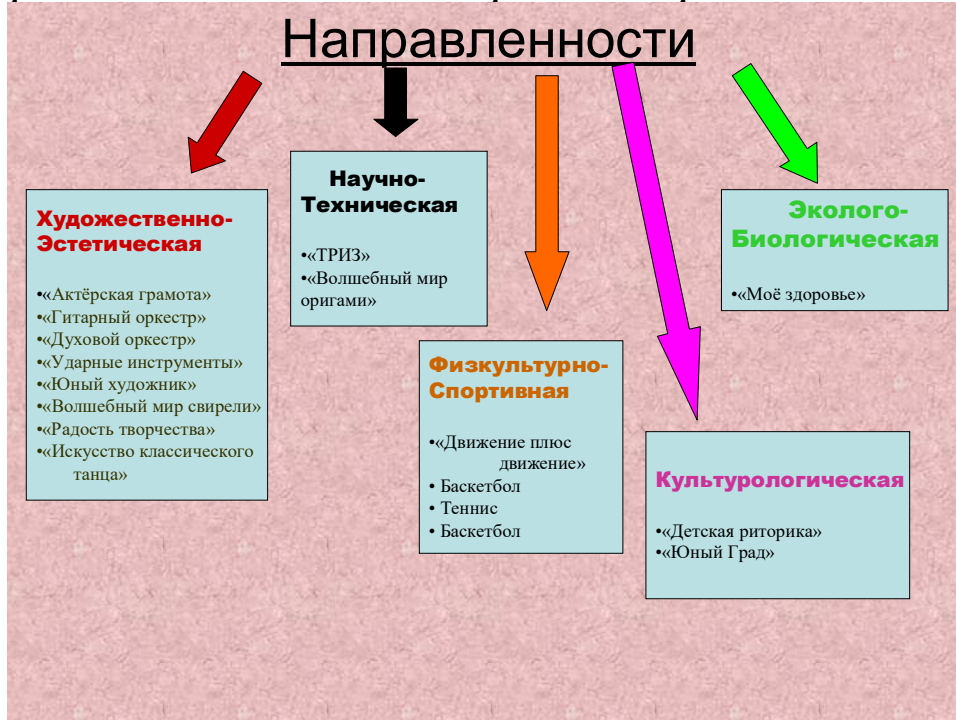 Направленности
Художественно-
Эстетическая
•«Актёрская грамота»
•«Гитарный оркестр»
•«Духовой оркестр»
•«Ударные инструменты»
•«Юный художник»
•«Волшебный мир свирели»
•«Радость творчества»
•«Искусство классического
танца»
Научно-
Техническая
•«ТРИЗ»
•«Волшебный мир
оригами»
Физкультурно-
Спортивная
•«Движение плюс
движение»
• Баскетбол
• Теннис
• Баскетбол
Культурологическая
•«Детская риторика»
•«Юный Град»
Эколого-
Биологическая
•«Моё здоровье»